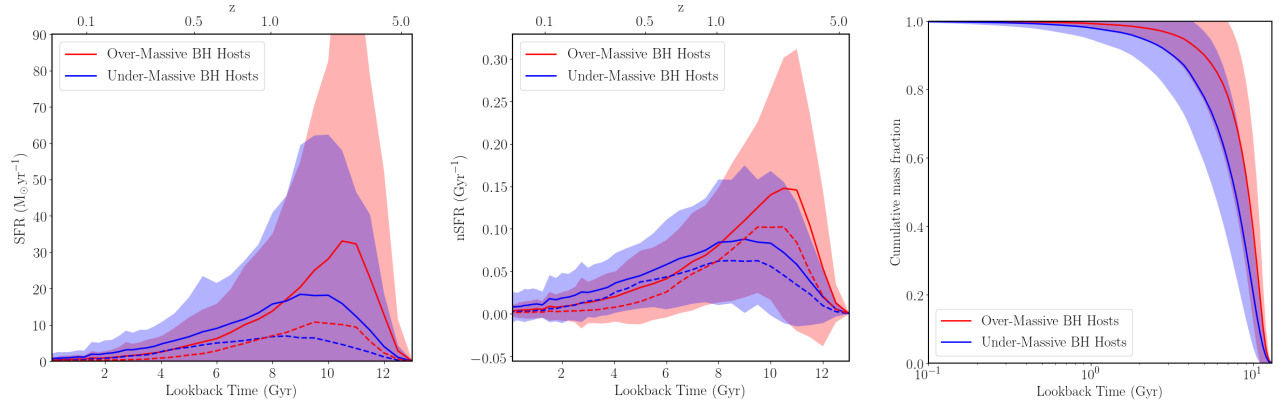 z
0.1 0.5 1.0 5.0
90
80
70
60
50
40
30
20
10
0
SFR (M⊙ yr⁻¹)
Over-Massive BH Hosts
Under-Massive BH Hosts
2 4 6 8 10 12
Lookback Time (Gyr)
z
0.1 0.5 1.0 5.0
0.30
0.25
0.20
0.15
0.10
0.05
0.00
−0.05
nSFR (Gyr⁻¹)
Over-Massive BH Hosts
Under-Massive BH Hosts
2 4 6 8 10 12
Lookback Time (Gyr)
1.0
0.8
0.6
0.4
0.2
0.0
Cumulative mass fraction
Over-Massive BH Hosts
Under-Massive BH Hosts
10⁻¹ 10⁰ 10¹
Lookback Time (Gyr)